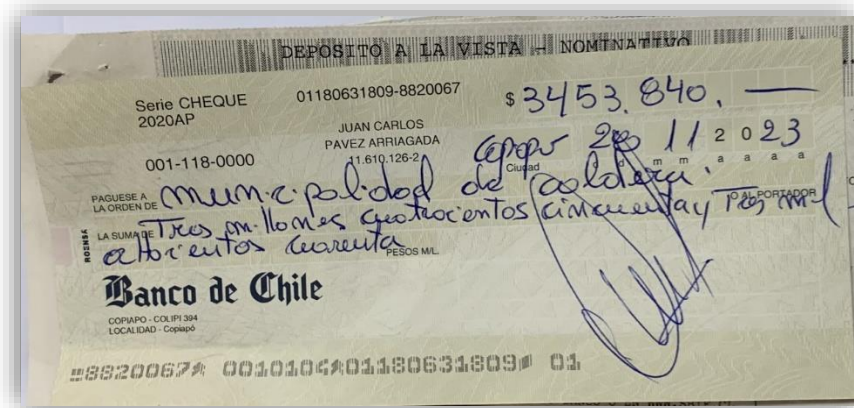 DEPOSITO A LA VISTA - NOMINATIVO
Serie CHEQUE 01180631809-8820067 $ 3453.840.
2020AP
JUAN CARLOS
PAVEZ ARRIAGADA
11.610.126-2
001-118-0000
Ciudad 11 2023
m m a a a a
PAGUESE A LA ORDEN DE Municipalidad de Caldera.
O AL PORTADOR
LA SUMA DE Tres millones cuatrocientos cincuenta y Tres mil
ochocientos cuarenta PESOS M/L
Banco de Chile
COPIAPO - COLIPI 394
LOCALIDAD - Copiapó
8820067 0010104 01180631809 01